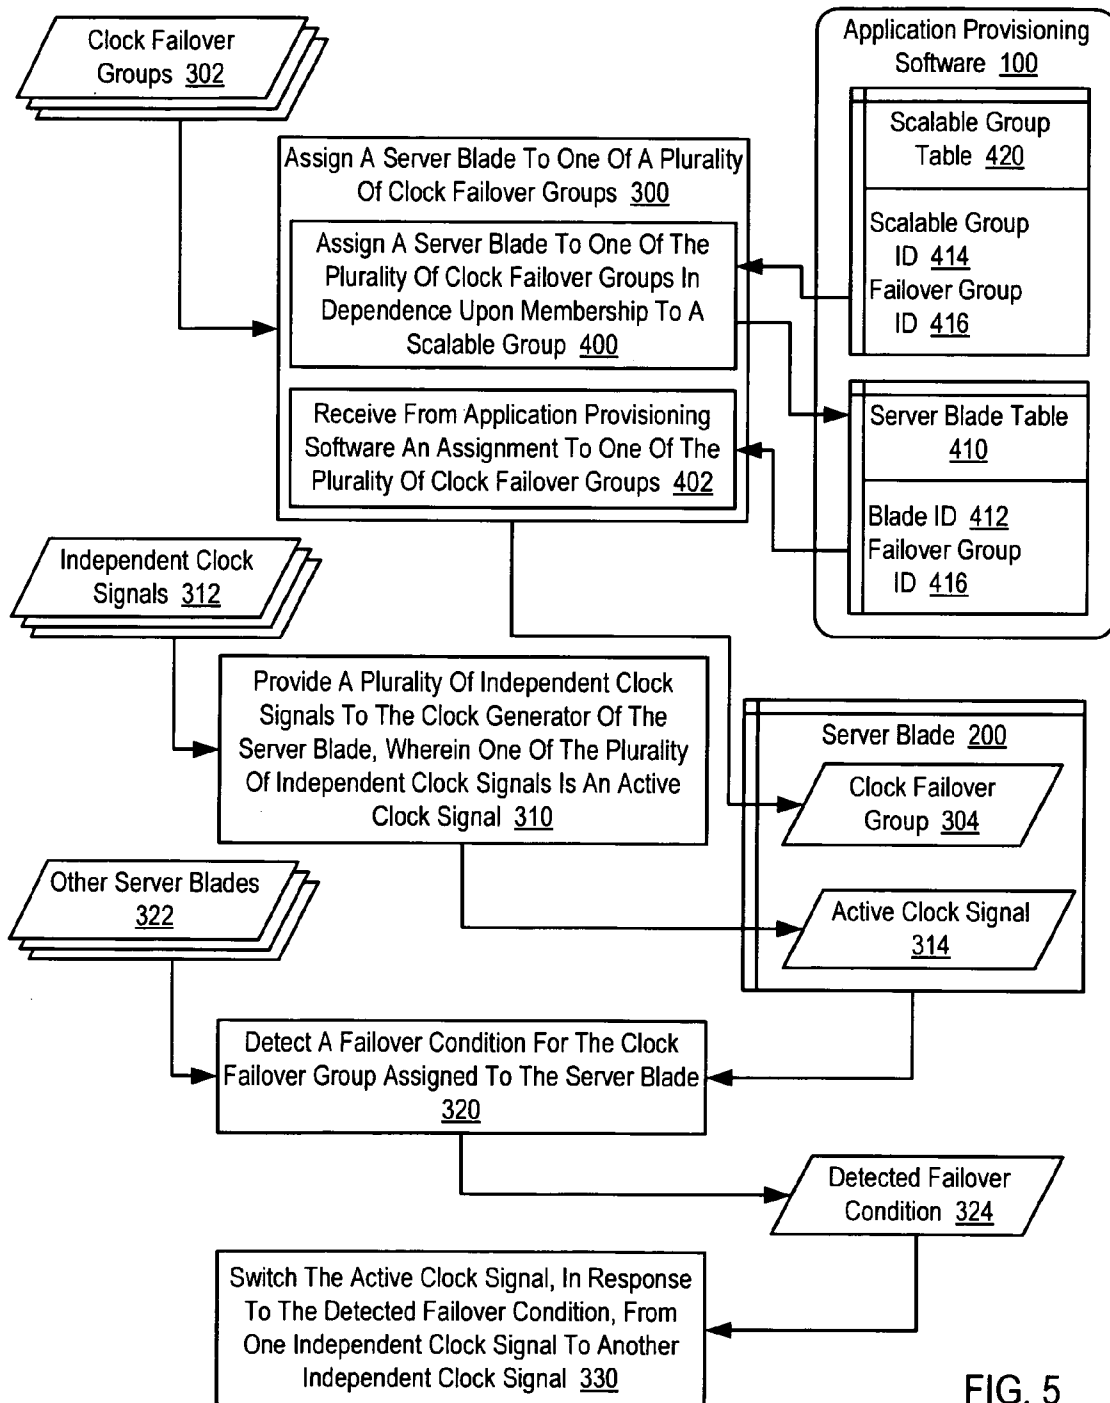 Clock Failover
Groups 302
Application Provisioning
Software 100
Scalable Group
Table 420
Scalable Group
ID 414
Failover Group
ID 416
Assign A Server Blade To One Of A Plurality
Of Clock Failover Groups 300
Assign A Server Blade To One Of The
Plurality Of Clock Failover Groups In
Dependence Upon Membership To A
Scalable Group 400
Receive From Application Provisioning
Software An Assignment To One Of The
Plurality Of Clock Failover Groups 402
Server Blade Table
410
Blade ID 412
Failover Group
ID 416
Independent Clock
Signals 312
Provide A Plurality Of Independent Clock
Signals To The Clock Generator Of The
Server Blade, Wherein One Of The Plurality
Of Independent Clock Signals Is An Active
Clock Signal 310
Server Blade 200
Clock Failover
Group 304
Active Clock Signal
314
Other Server Blades
322
Detect A Failover Condition For The Clock
Failover Group Assigned To The Server Blade
320
Detected Failover
Condition 324
Switch The Active Clock Signal, In Response
To The Detected Failover Condition, From
One Independent Clock Signal To Another
Independent Clock Signal 330
FIG. 5